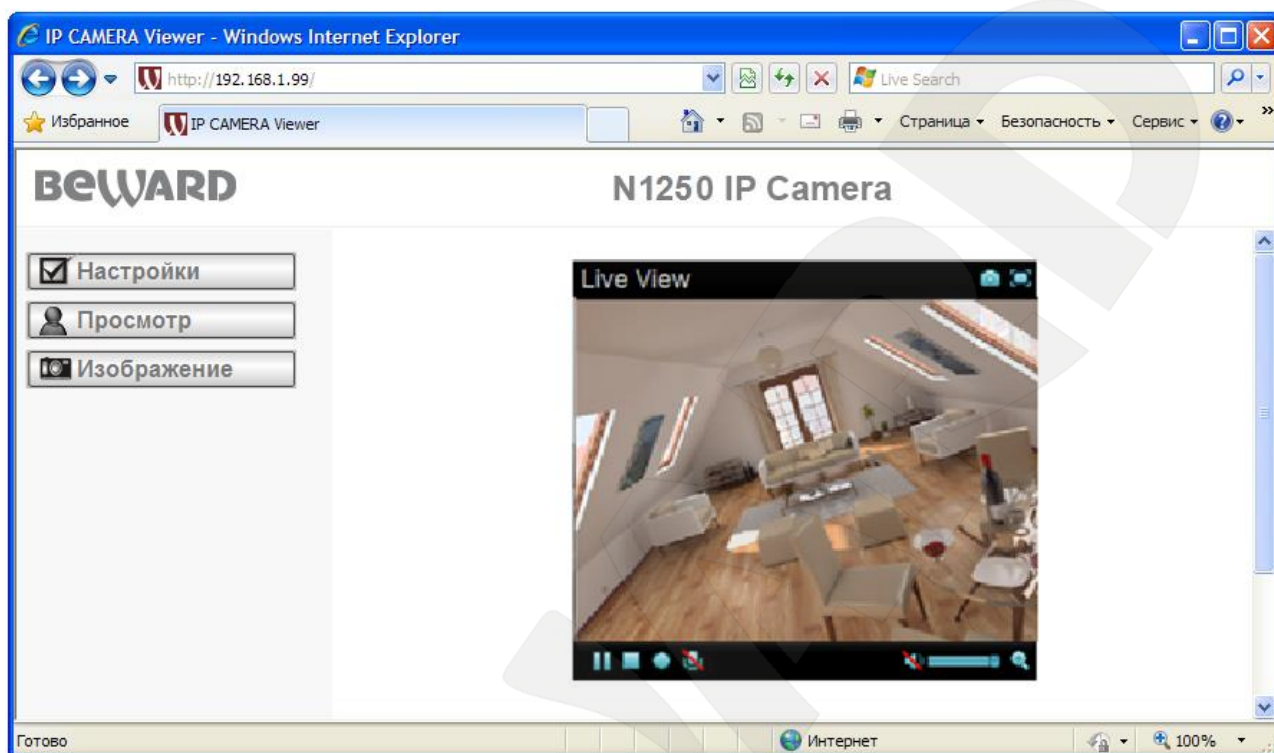 IP CAMERA Viewer - Windows Internet Explorer
http://192.168.1.99/
Live Search
Избранное
IP CAMERA Viewer
Страница
Безопасность
Сервис
BEWARD
N1250 IP Camera
Настройки
Просмотр
Изображение
Live View
Готово
Интернет
100%